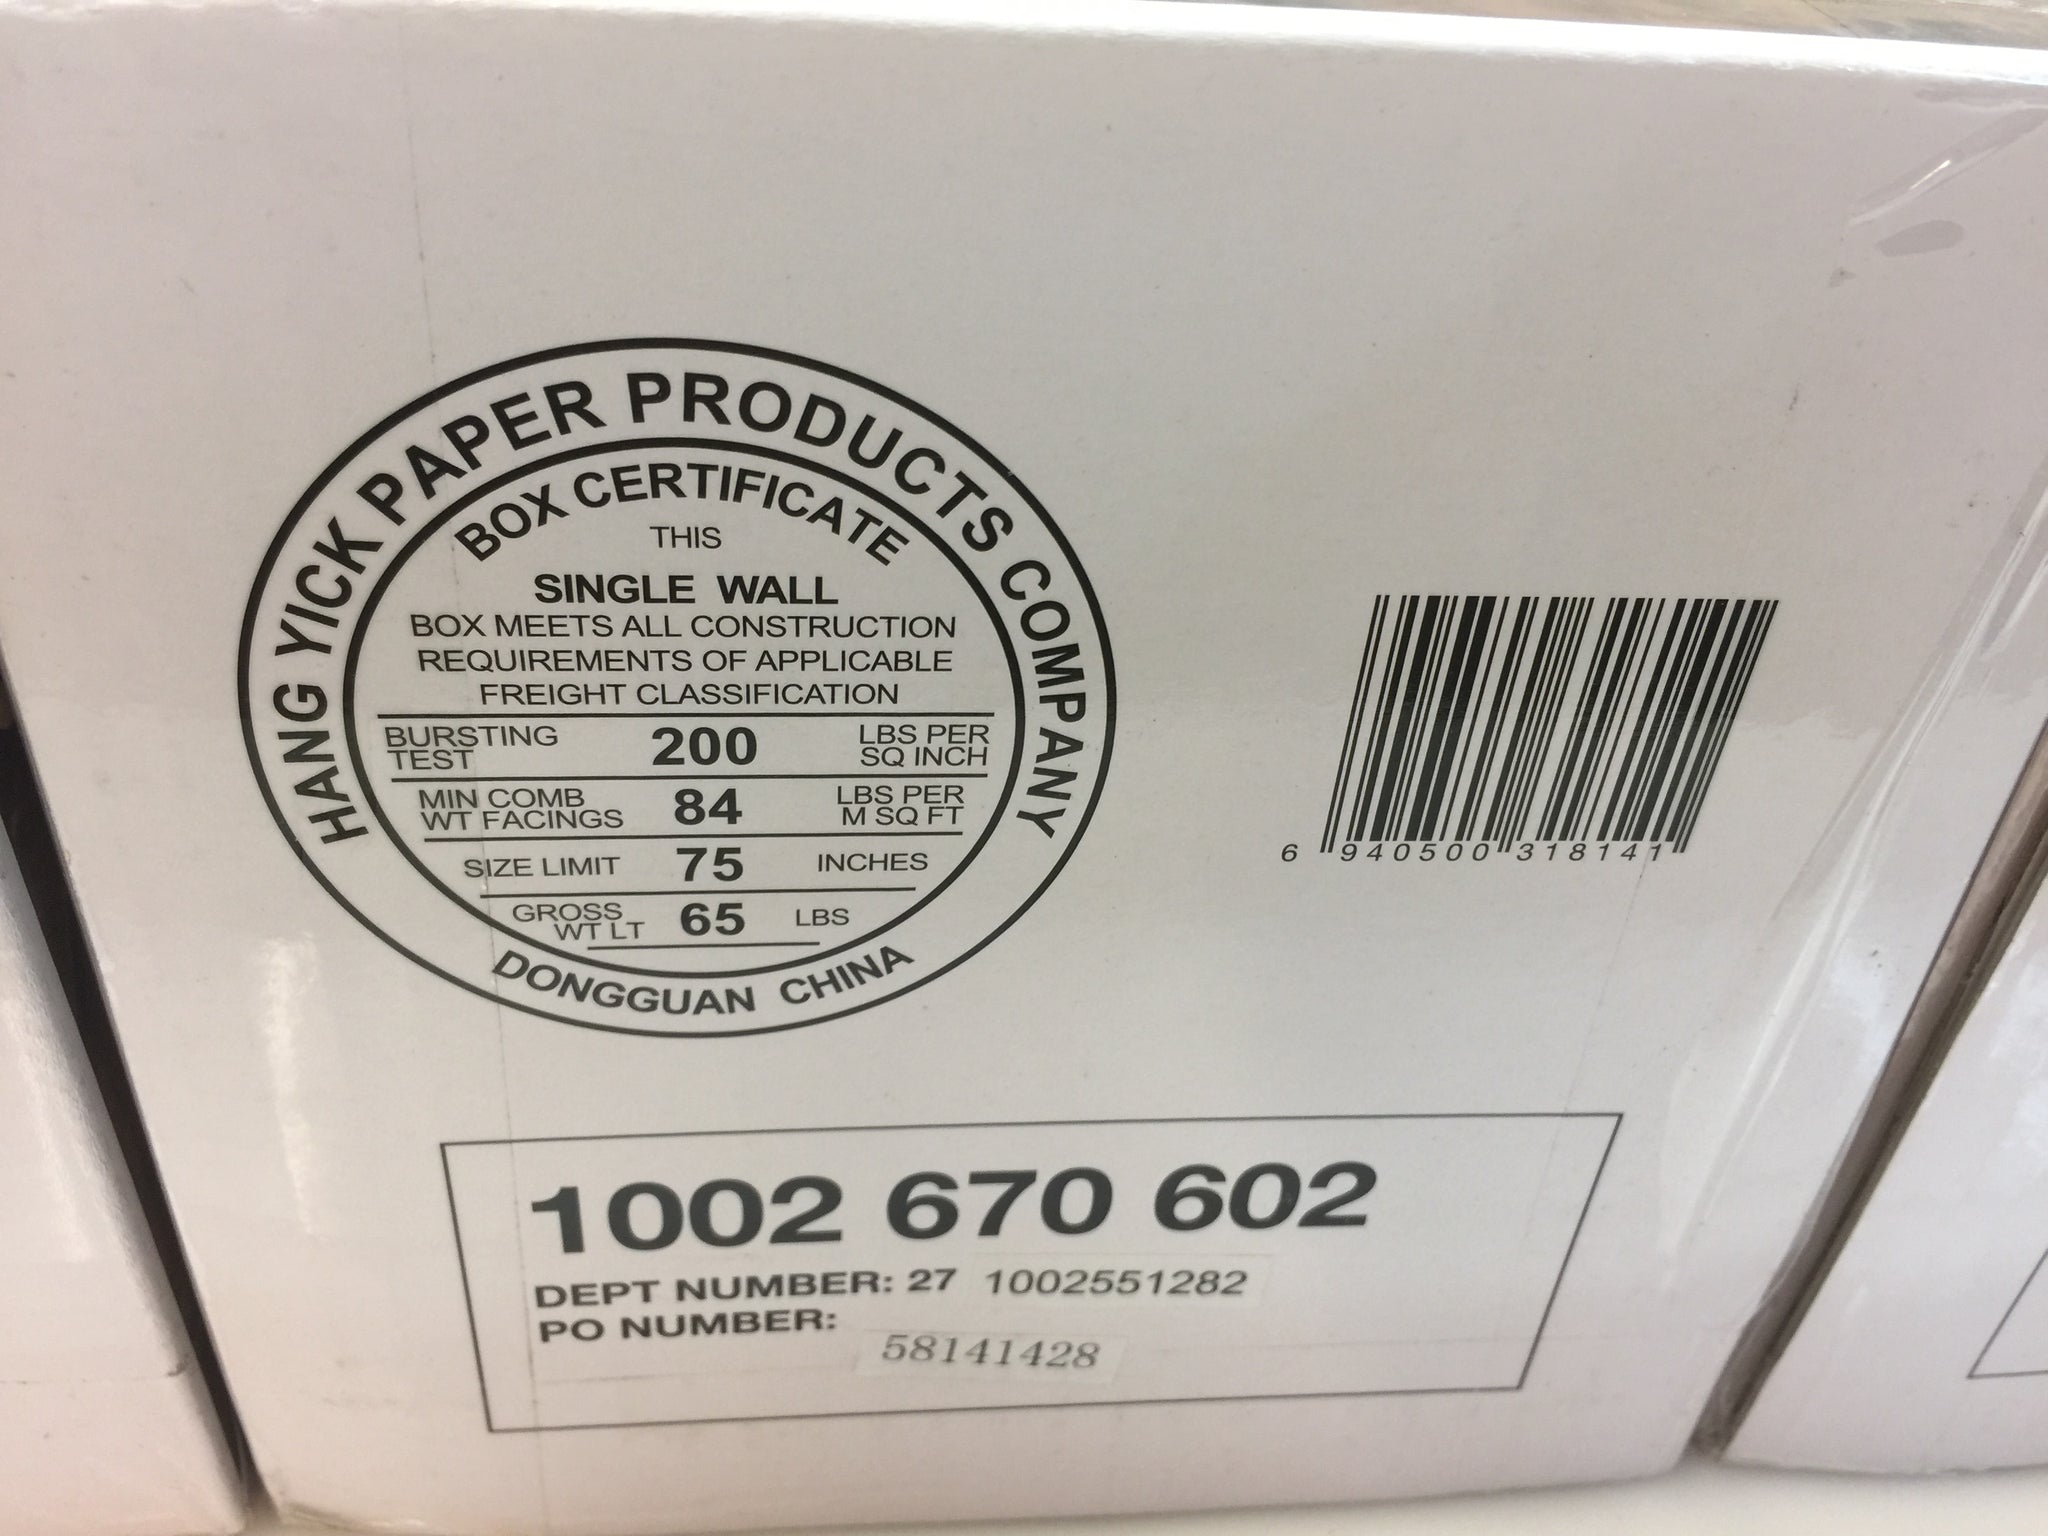 HANG YICK PAPER PRODUCTS COMPANY
BOX CERTIFICATE
THIS
SINGLE WALL
BOX MEETS ALL CONSTRUCTION
REQUIREMENTS OF APPLICABLE
FREIGHT CLASSIFICATION
BURSTING TEST 200 LBS PER SQ INCH
MIN COMB WT FACINGS 84 LBS PER M SQ FT
SIZE LIMIT 75 INCHES
GROSS WT LT 65 LBS
DONGGUAN CHINA
6 940500 318141
1002 670 602
DEPT NUMBER: 27 1002551282
PO NUMBER:
58141428